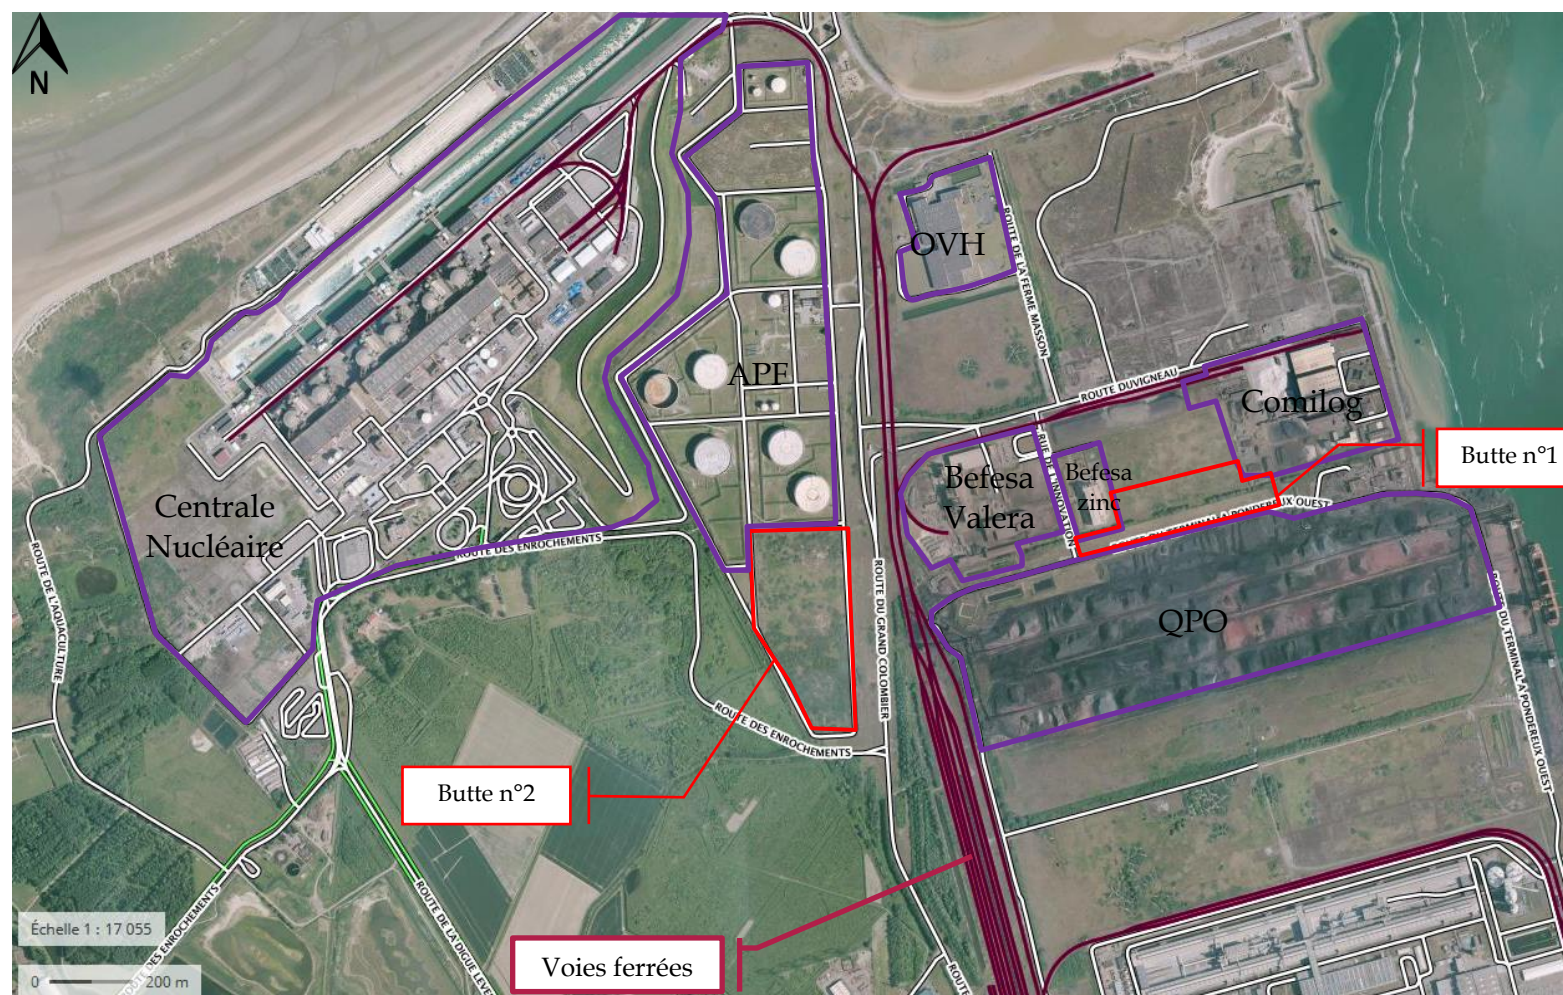 N
OVH
ROUTE DE LA FERME MASSON
APF
ROUTE DUVIGNEAU
Comilog
Butte n°1
Befesa
Valera
RUE DE L'INNOVATION
Befesa
zinc
Centrale
Nucléaire
ROUTE DES ENROCHEMENTS
ROUTE DE L'AQUACULTURE
ROUTE DU GRAND COLOMBIER
QPO
ROUTE DU TERMINAL A PONDEREUX OUEST
ROUTE DES ENROCHEMENTS
Butte n°2
ROUTE DE LA DIGUE LEVE
Échelle 1 : 17 055
Voies ferrées
0 200 m
DES ENROCHEMENTS
ROUTE
TERMINAL A PONDEREUX OUEST